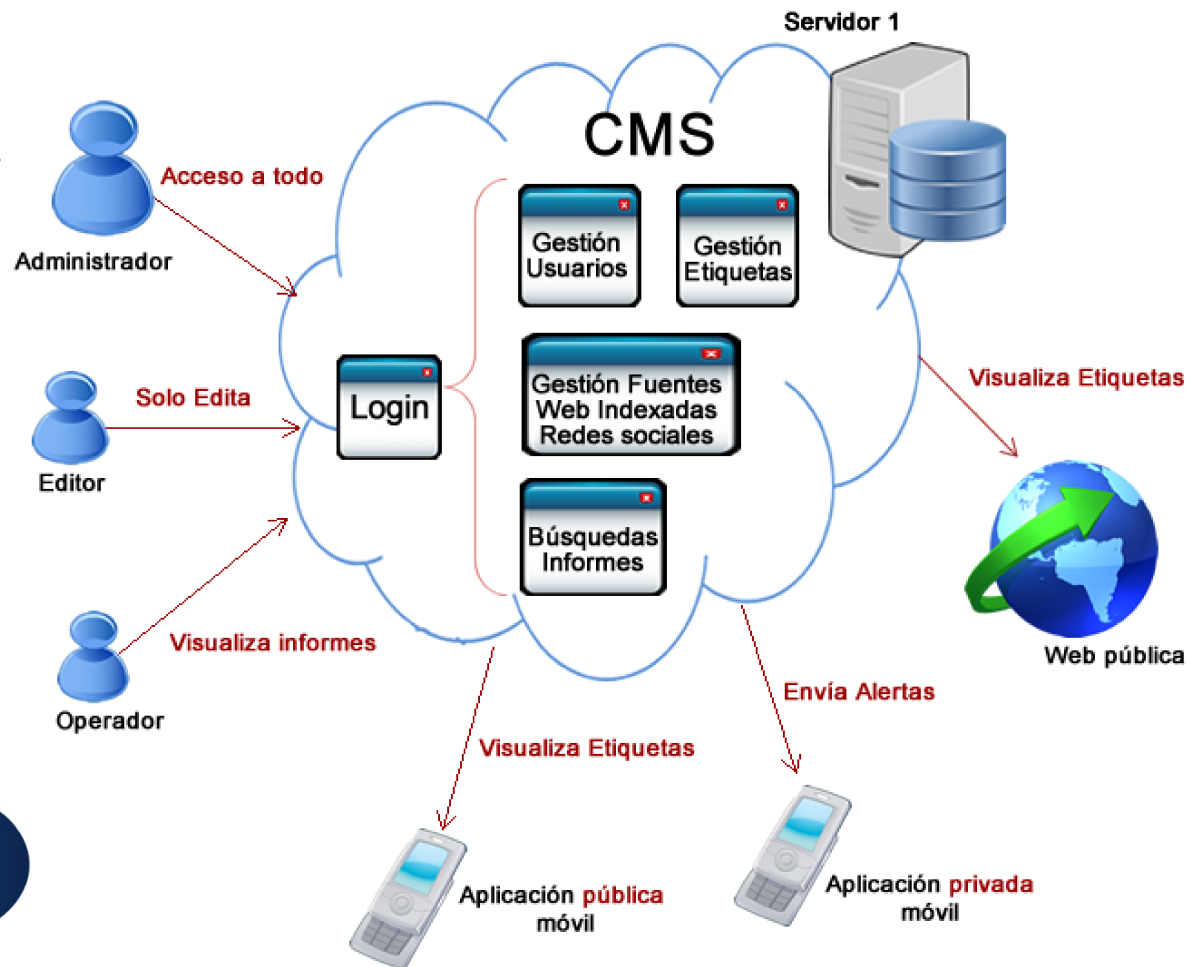 Servidor 1
CMS
Acceso a todo
Administrador
Gestión
Usuarios
Gestión
Etiquetas
Solo Edita
Editor
Login
Gestión Fuentes
Web Indexadas
Redes sociales
Visualiza Etiquetas
Búsquedas
Informes
Visualiza informes
Operador
Web pública
Envía Alertas
Visualiza Etiquetas
Aplicación pública
móvil
Aplicación privada
móvil